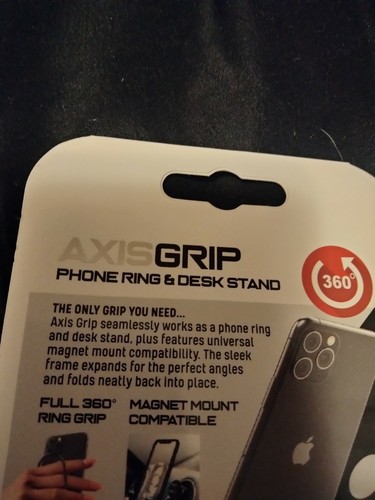 AXISGRIP
PHONE RING & DESK STAND
360°
THE ONLY GRIP YOU NEED...
Axis Grip seamlessly works as a phone ring
and desk stand, plus features universal
magnet mount compatibility. The sleek
frame expands for the perfect angles
and folds neatly back into place.
FULL 360°
RING GRIP
MAGNET MOUNT
COMPATIBLE